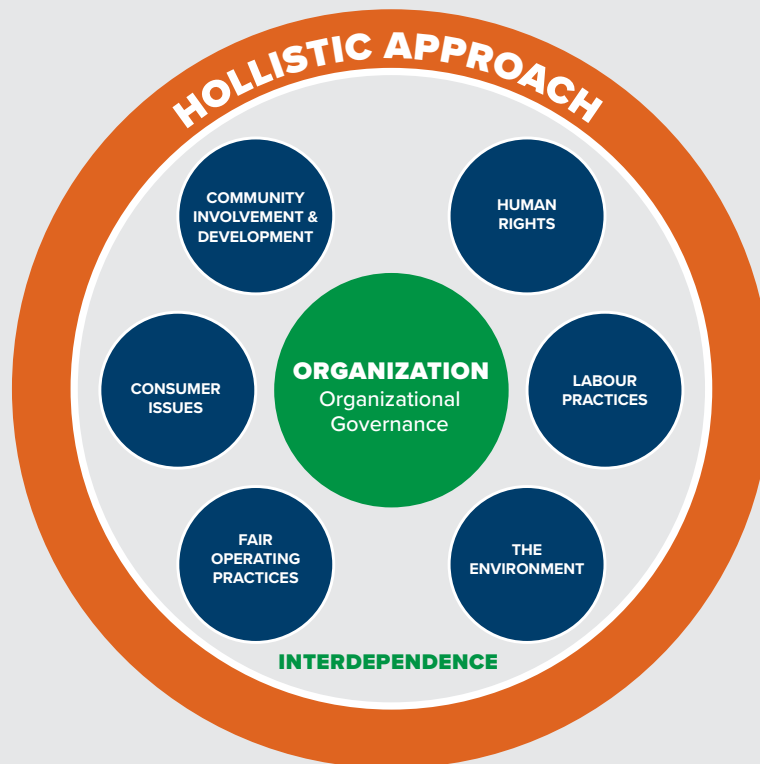 HOLLISTIC APPROACH
COMMUNITY
INVOLVEMENT &
DEVELOPMENT
HUMAN
RIGHTS
CONSUMER
ISSUES
ORGANIZATION
Organizational
Governance
LABOUR
PRACTICES
FAIR
OPERATING
PRACTICES
THE
ENVIRONMENT
INTERDEPENDENCE